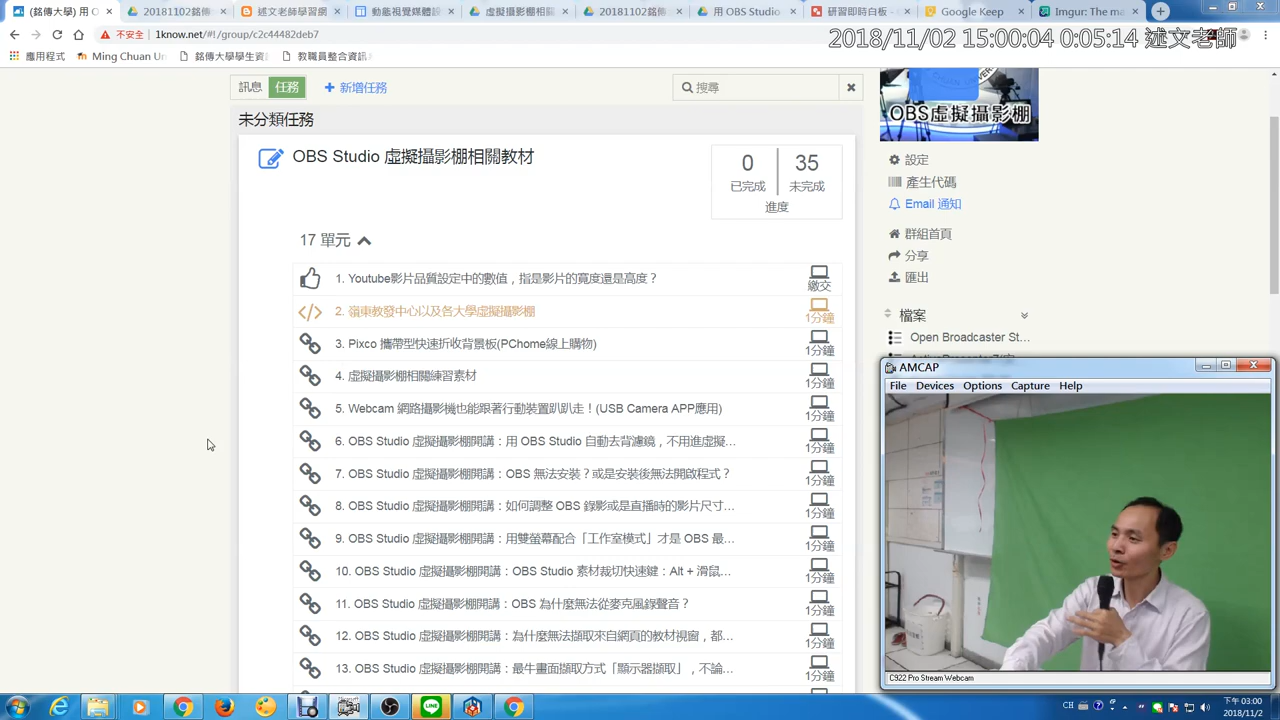 (嶺東大學) 用 O
20181102銘傳
述文老師學習網
動態視覺媒體設
虛擬攝影棚相關
20181102銘傳
用 OBS Studio
研習即時白板 -
Google Keep
Imgur: The ma
不安全 1know.net/#!/group/c2c44482deb7
2018/11/02 15:00:04 0:05:14 述文老師
應用程式 Ming Chuan Un 銘傳大學學生資 教職員整合資訊
訊息 任務 新增任務 搜尋
未分類任務
OBS Studio 虛擬攝影棚相關教材
0 35
已完成 未完成
進度
17 單元
1. Youtube影片品質設定中的數值，指是影片的寬度還是高度？ 繳交
2. 嶺東教發中心以及各大學虛擬攝影棚 1分鐘
3. Pixco 攜帶型快速折收背景板(PChome線上購物) 1分鐘
4. 虛擬攝影棚相關練習素材 1分鐘
5. Webcam 網路攝影機也能跟著行動裝置趴趴走！(USB Camera APP應用) 1分鐘
6. OBS Studio 虛擬攝影棚開講：用 OBS Studio 自動去背濾鏡，不用進虛擬... 1分鐘
7. OBS Studio 虛擬攝影棚開講：OBS 無法安裝？或是安裝後無法開啟程式？ 1分鐘
8. OBS Studio 虛擬攝影棚開講：如何調整 OBS 錄影或是直播時的影片尺寸... 1分鐘
9. OBS Studio 虛擬攝影棚開講：用雙螢幕配合「工作室模式」才是 OBS 最... 1分鐘
10. OBS Studio 虛擬攝影棚開講：OBS Studio 素材裁切快速鍵：Alt + 滑鼠... 1分鐘
11. OBS Studio 虛擬攝影棚開講：OBS 為什麼無法從麥克風錄聲音？ 1分鐘
12. OBS Studio 虛擬攝影棚開講：為什麼無法擷取來自網頁的教材視窗，都... 1分鐘
13. OBS Studio 虛擬攝影棚開講：最牛畫面擷取方式「顯示器擷取」，不論... 1分鐘
OBS虛擬攝影棚
設定
產生代碼
Email 通知
群組首頁
分享
匯出
檔案
Open Broadcaster St...
AMCAP
File Devices Options Capture Help
C922 Pro Stream Webcam
CH
下午 03:00
2018/11/2